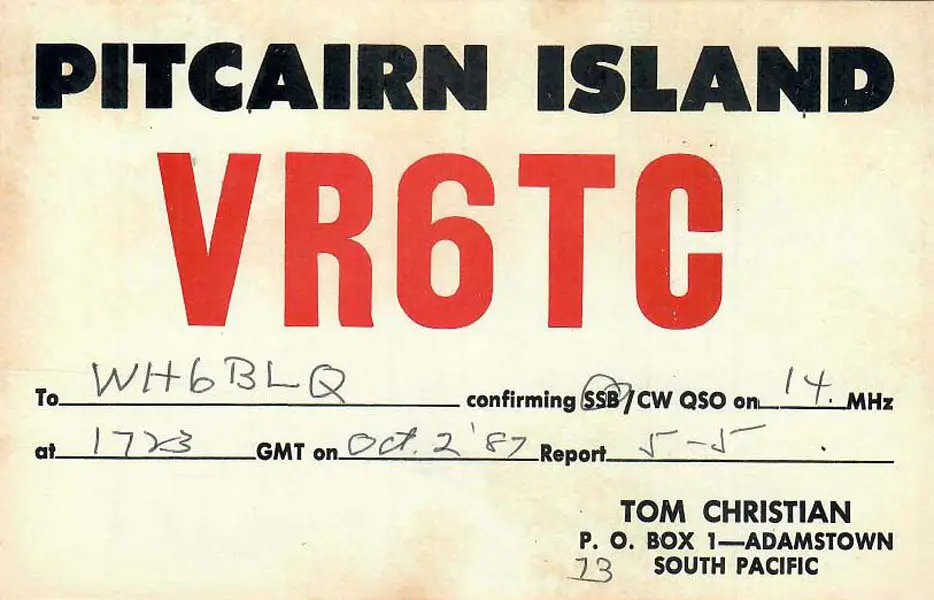 PITCAIRN ISLAND
VR6TC
To WH6BLQ confirming SSB/CW QSO on 14. MHz
at 1723 GMT on Oct. 2 '87 Report 5-5
TOM CHRISTIAN
P. O. BOX 1—ADAMSTOWN
73 SOUTH PACIFIC